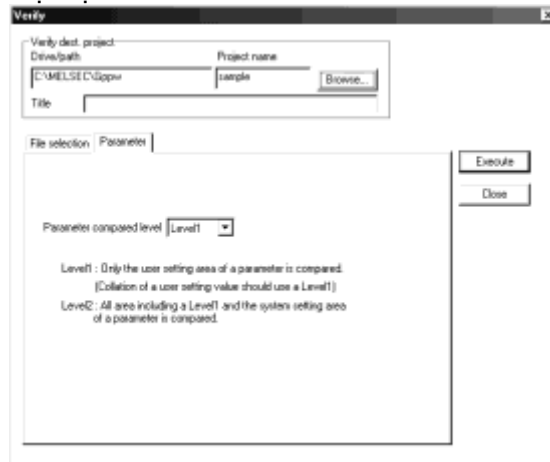 Verify
Verify dest. project
Drive/path Project name
C:\MELSEC\Gppw sample Browse...
Title
File selection Parameter
Execute
Close
Parameter compared level Level1
Level1 : Only the user setting area of a parameter is compared.
(Collation of a user setting value should use a Level1)
Level2 : All area including a Level1 and the system setting area
of a parameter is compared.